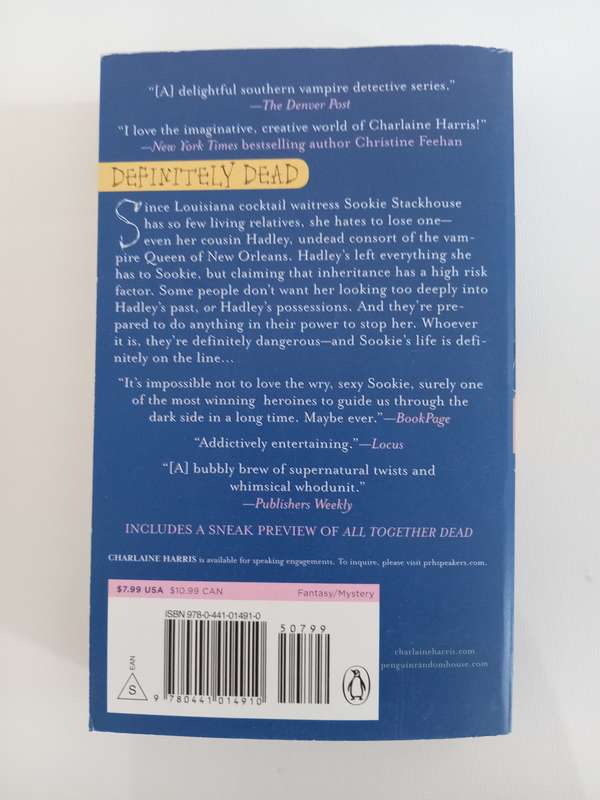 "[A] delightful southern vampire detective series."
—The Denver Post
"I love the imaginative, creative world of Charlaine Harris!"
—New York Times bestselling author Christine Feehan
DEFINITELY DEAD
Since Louisiana cocktail waitress Sookie Stackhouse
has so few living relatives, she hates to lose one—
even her cousin Hadley, undead consort of the vam-
pire Queen of New Orleans. Hadley's left everything she
has to Sookie, but claiming that inheritance has a high risk
factor. Some people don't want her looking too deeply into
Hadley's past, or Hadley's possessions. And they're pre-
pared to do anything in their power to stop her. Whoever
it is, they're definitely dangerous—and Sookie's life is defi-
nitely on the line...
"It's impossible not to love the wry, sexy Sookie, surely one
of the most winning heroines to guide us through the
dark side in a long time. Maybe ever."—BookPage
"Addictively entertaining."—Locus
"[A] bubbly brew of supernatural twists and
whimsical whodunit."
—Publishers Weekly
INCLUDES A SNEAK PREVIEW OF ALL TOGETHER DEAD
CHARLAINE HARRIS is available for speaking engagements. To inquire, please visit prhspeakers.com.
$7.99 USA $10.99 CAN Fantasy/Mystery
ISBN 978-0-441-01491-0
50799
EAN
S
9 780441 014910
charlaineharris.com
penguinrandomhouse.com